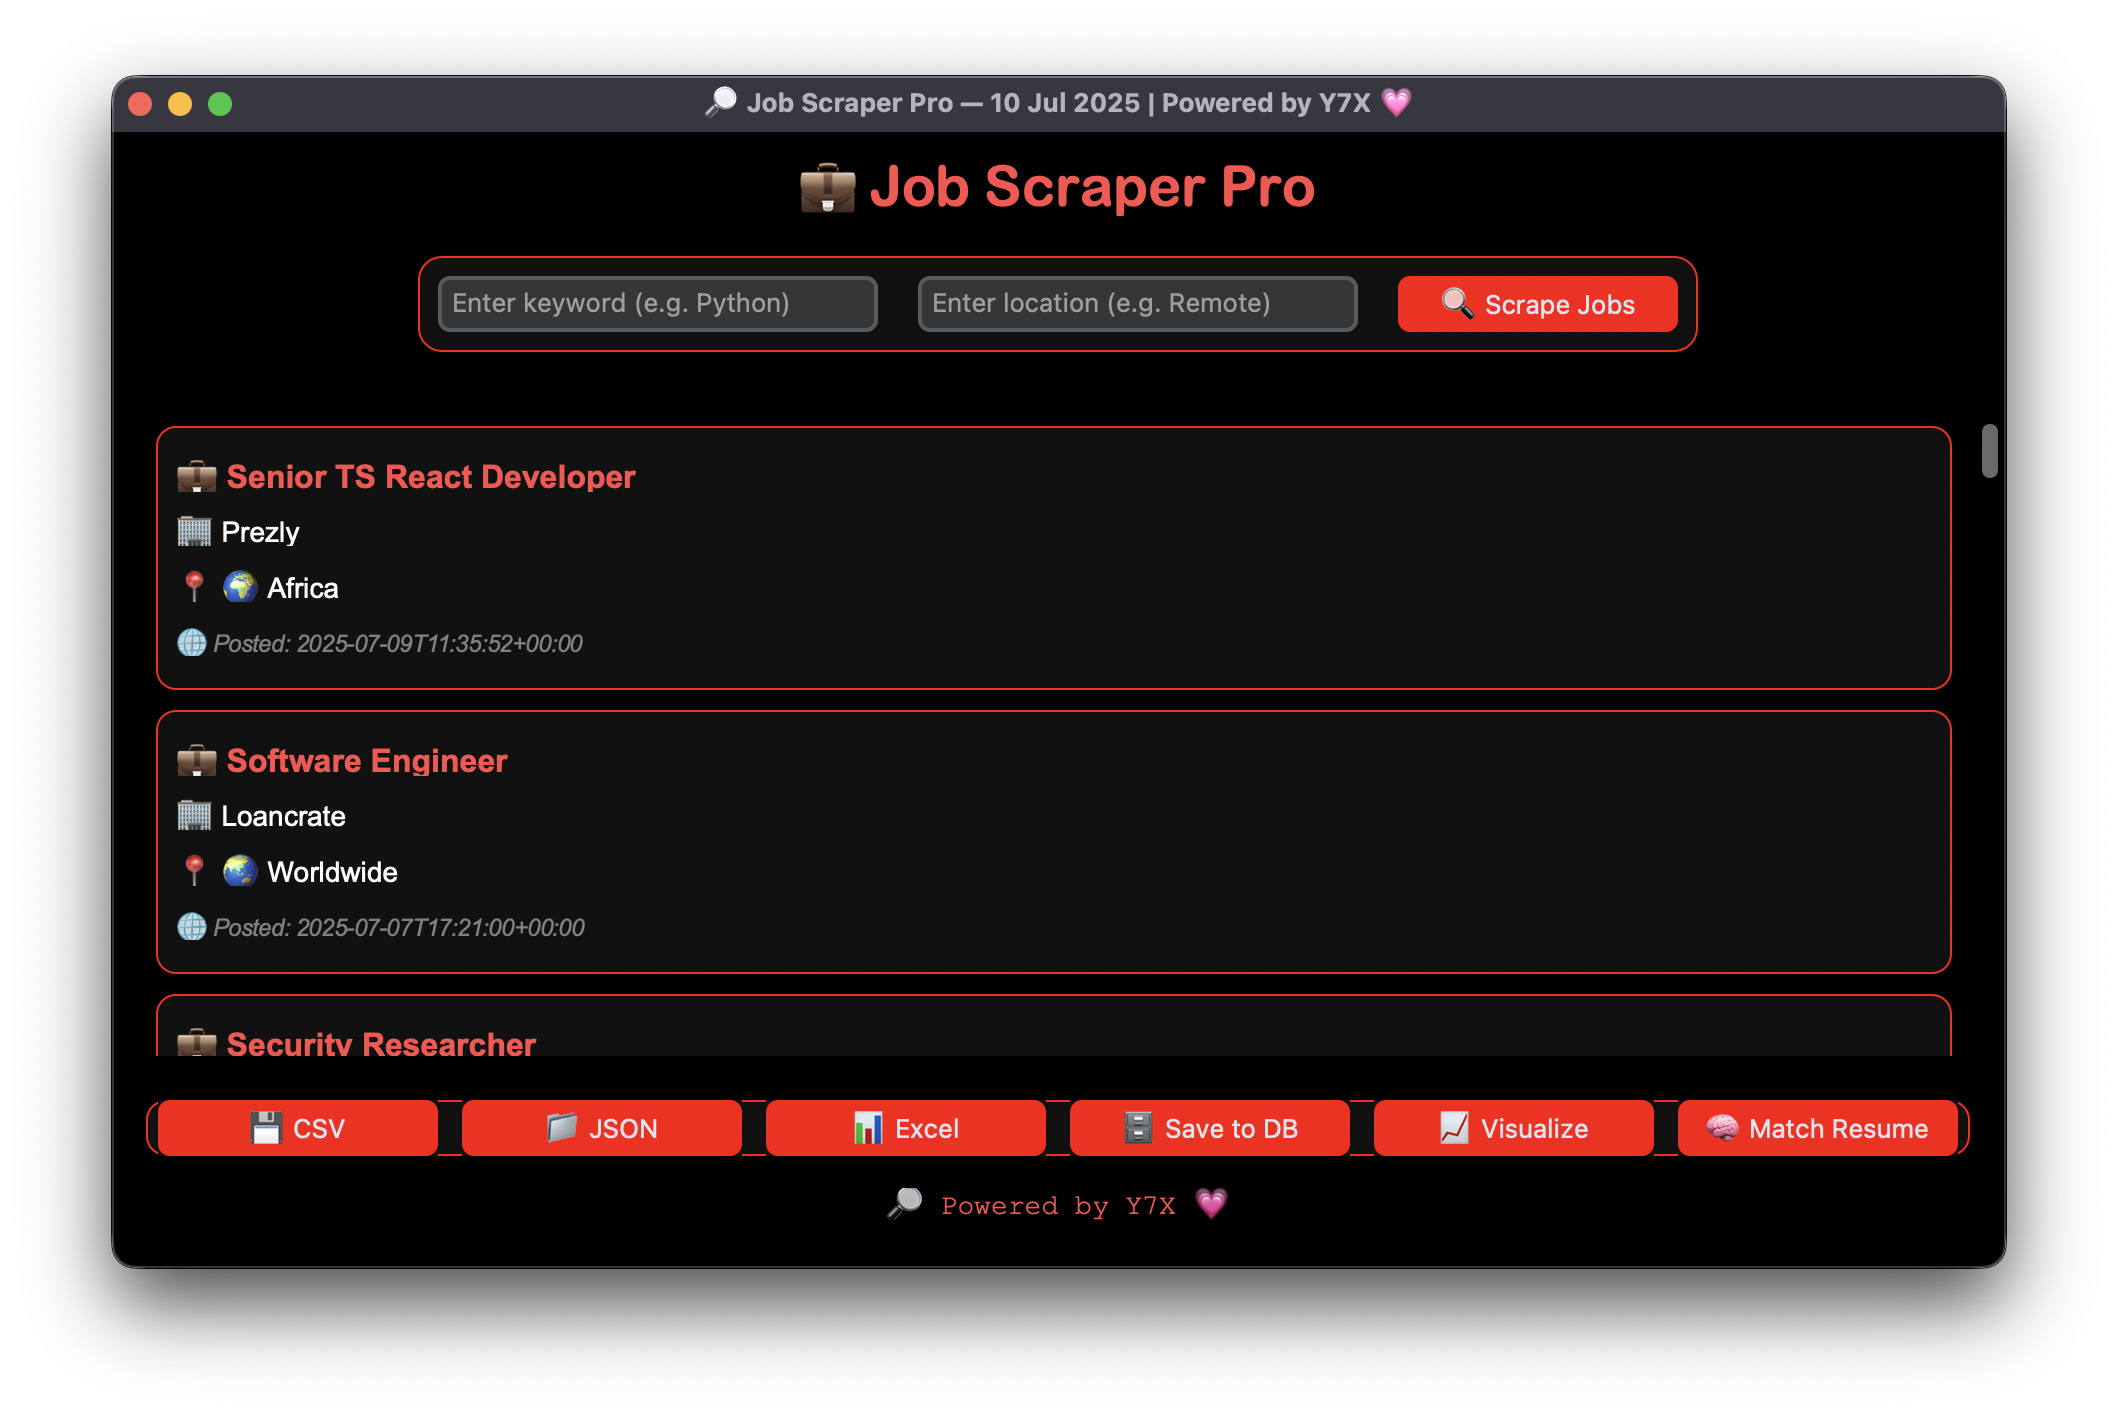 🔎 Job Scraper Pro — 10 Jul 2025 | Powered by Y7X 💗
💼 Job Scraper Pro
Enter keyword (e.g. Python) Enter location (e.g. Remote) 🔍 Scrape Jobs
💼 Senior TS React Developer
🏢 Prezly
📍 🌍 Africa
🌐 Posted: 2025-07-09T11:35:52+00:00
💼 Software Engineer
🏢 Loancrate
📍 🌏 Worldwide
🌐 Posted: 2025-07-07T17:21:00+00:00
💼 Security Researcher
💾 CSV 📁 JSON 📊 Excel 🗄️ Save to DB 📈 Visualize 🧠 Match Resume
🔎 Powered by Y7X 💗